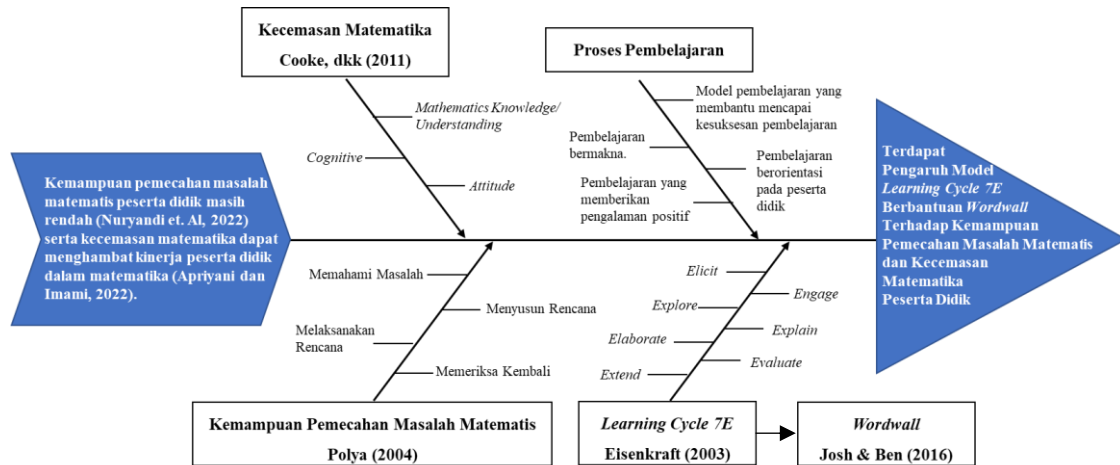 Kecemasan Matematika
Cooke, dkk (2011)
Proses Pembelajaran
Mathematics Knowledge/
Understanding
Cognitive
Attitude
Model pembelajaran yang
membantu mencapai
kesuksesan pembelajaran
Pembelajaran
bermakna.
Pembelajaran
berorientasi
pada peserta
didik
Pembelajaran yang
memberikan
pengalaman positif
Kemampuan pemecahan masalah
matematis peserta didik masih
rendah (Nuryandi et. Al, 2022)
serta kecemasan matematika dapat
menghambat kinerja peserta didik
dalam matematika (Apriyani dan
Imami, 2022).
Terdapat
Pengaruh Model
Learning Cycle 7E
Berbantuan Wordwall
Terhadap Kemampuan
Pemecahan Masalah Matematis
dan Kecemasan
Matematika
Peserta Didik
Memahami Masalah
Menyusun Rencana
Melaksanakan
Rencana
Memeriksa Kembali
Elicit
Engage
Explore
Explain
Elaborate
Evaluate
Extend
Kemampuan Pemecahan Masalah Matematis
Polya (2004)
Learning Cycle 7E
Eisenkraft (2003)
Wordwall
Josh & Ben (2016)